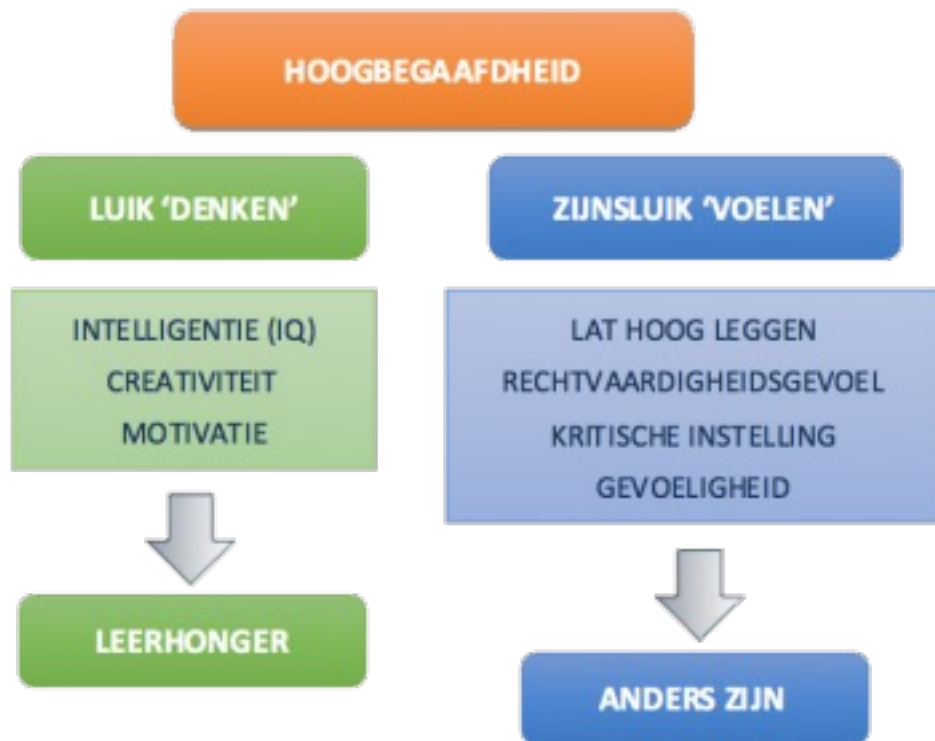 HOOGBEGAAFDHEID
LUIK ‘DENKEN’
INTELLIGENTIE (IQ)
CREATIVITEIT
MOTIVATIE
LEERHONGER
ZIJNSLUIK ‘VOELEN’
LAT HOOG LEGGEN
RECHTVAARDIGHEIDSGEVOEL
KRITISCHE INSTELLING
GEVOELIGHEID
ANDERS ZIJN